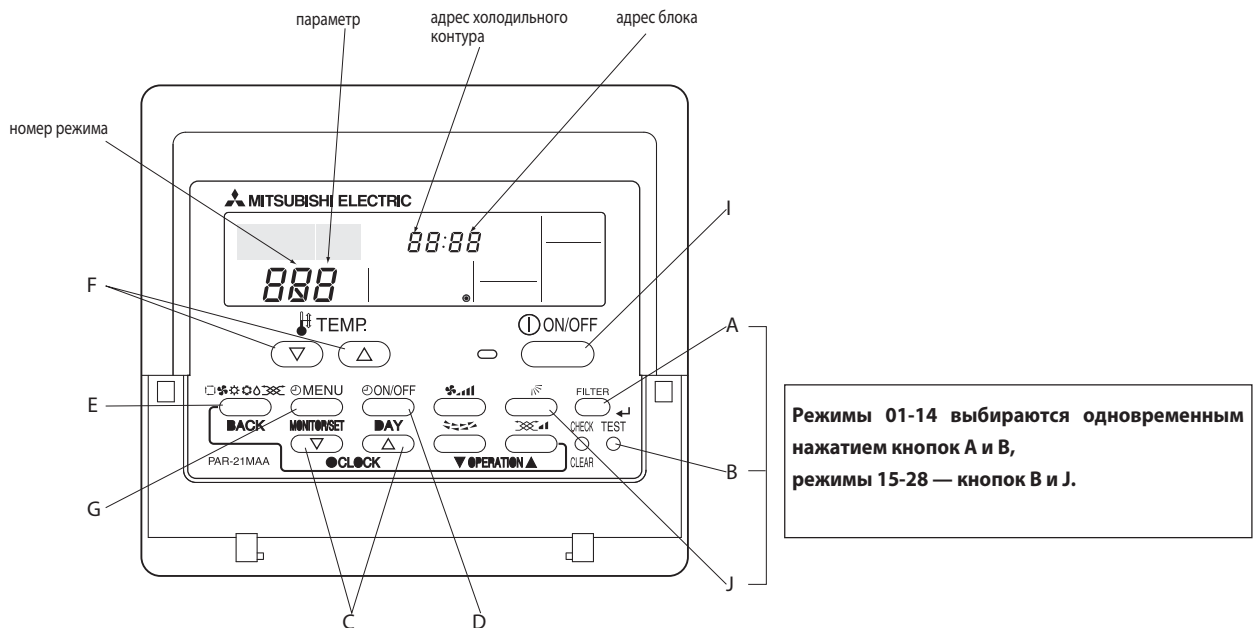 параметр
адрес холодильного
контура
адрес блока
номер режима
MITSUBISHI ELECTRIC
88:88
888
I
F
TEMP.
ON/OFF
A
E
MENU
ON/OFF
FILTER
BACK
MONITOR/SET
DAY
CHECK TEST
PAR-21MAA
CLOCK
OPERATION
CLEAR
B
G
J
C
D
Режимы 01-14 выбираются одновременным
нажатием кнопок А и В,
режимы 15-28 — кнопок В и J.